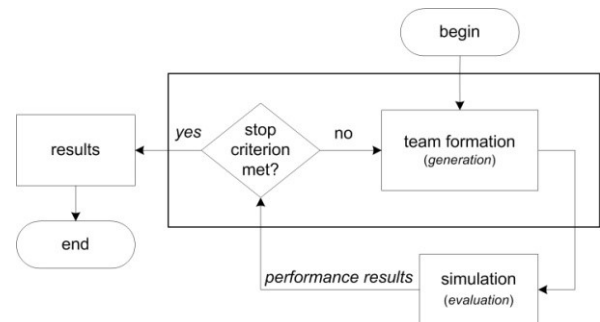 begin
yes
stop
criterion
met?
no
team formation
(generation)
results
end
performance results
simulation
(evaluation)